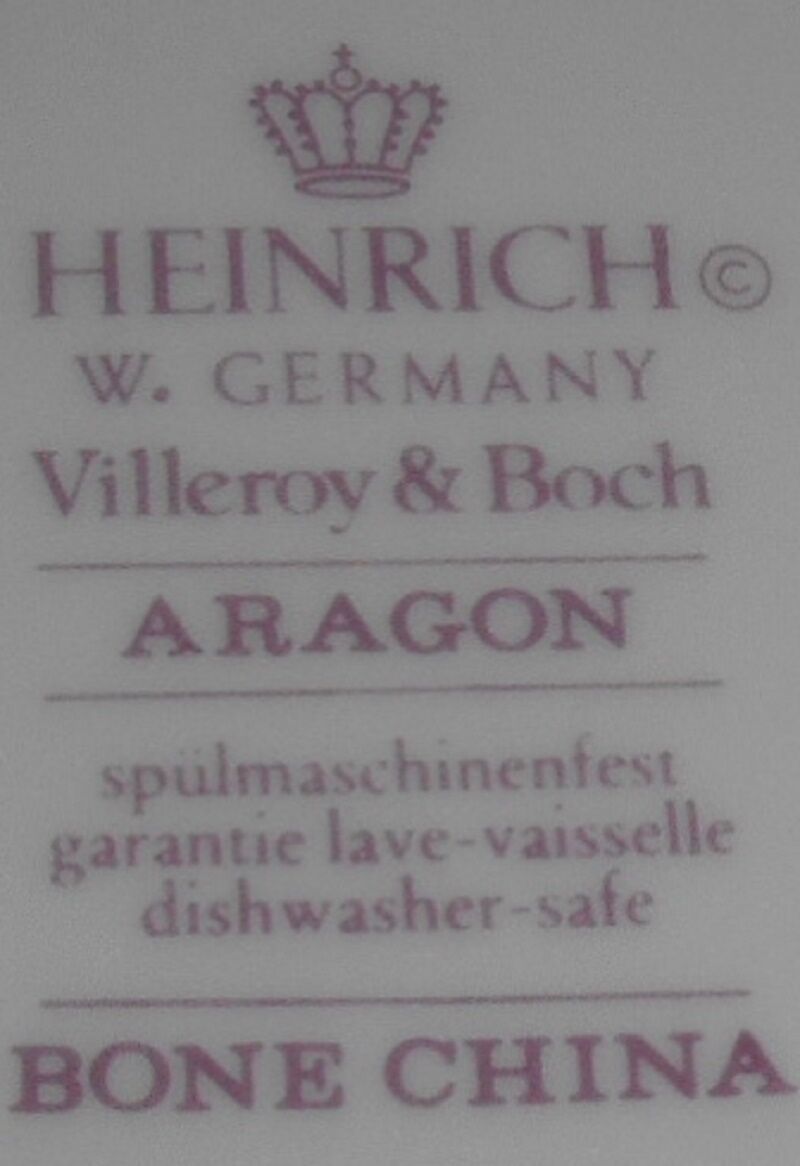 HEINRICH©
W. GERMANY
Villeroy & Boch
ARAGON
spülmaschinenfest
garantie lave-vaisselle
dishwasher-safe
BONE CHINA